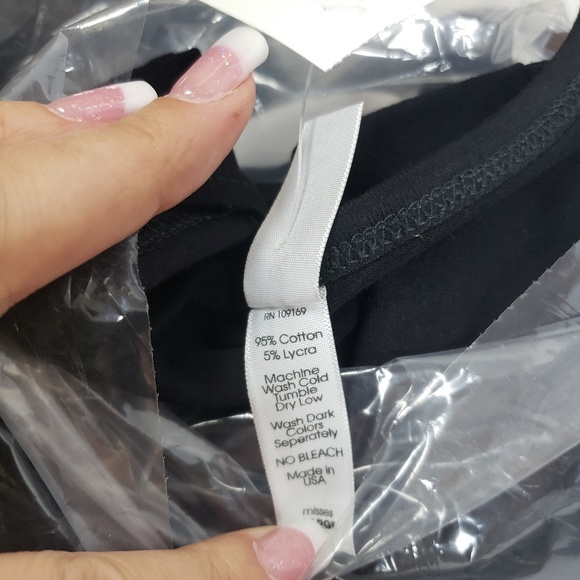 RN 109169
95% Cotton
5% Lycra
Machine
Wash Cold
Tumble
Dry Low
Wash Dark
Colors
Seperately
NO BLEACH
Made in
USA
misses